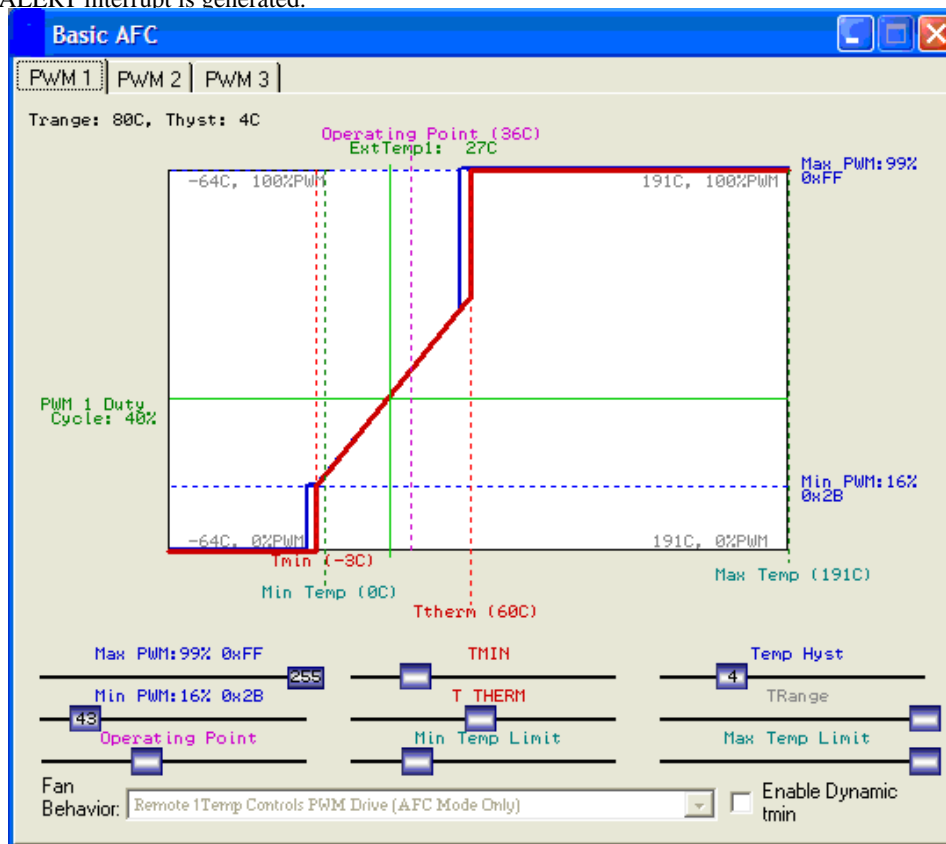 ALERT interrupt is generated.
Basic AFC
PWM 1 PWM 2 PWM 3
Trange: 80C, Thyst: 4C
Operating Point (36C)
ExtTemp1: 27C
Max PWM:99%
0xFF
-64C, 100%PWM
191C, 100%PWM
PWM 1 Duty
Cycle: 40%
Min PWM:16%
0x2B
-64C, 0%PWM
191C, 0%PWM
Tmin (-3C)
Max Temp (191C)
Min Temp (0C)
Ttherm (60C)
Max PWM:99% 0xFF
TMIN
Temp Hyst
255
4
Min PWM:16% 0x2B
T THERM
TRange
43
Operating Point
Min Temp Limit
Max Temp Limit
Fan
Behavior:
Remote 1Temp Controls PWM Drive (AFC Mode Only)
Enable Dynamic
tmin